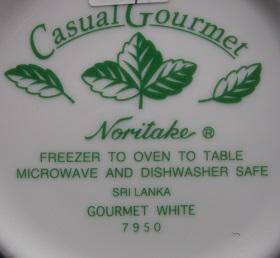 Casual Gourmet
Noritake ®
FREEZER TO OVEN TO TABLE
MICROWAVE AND DISHWASHER SAFE
SRI LANKA
GOURMET WHITE
7950